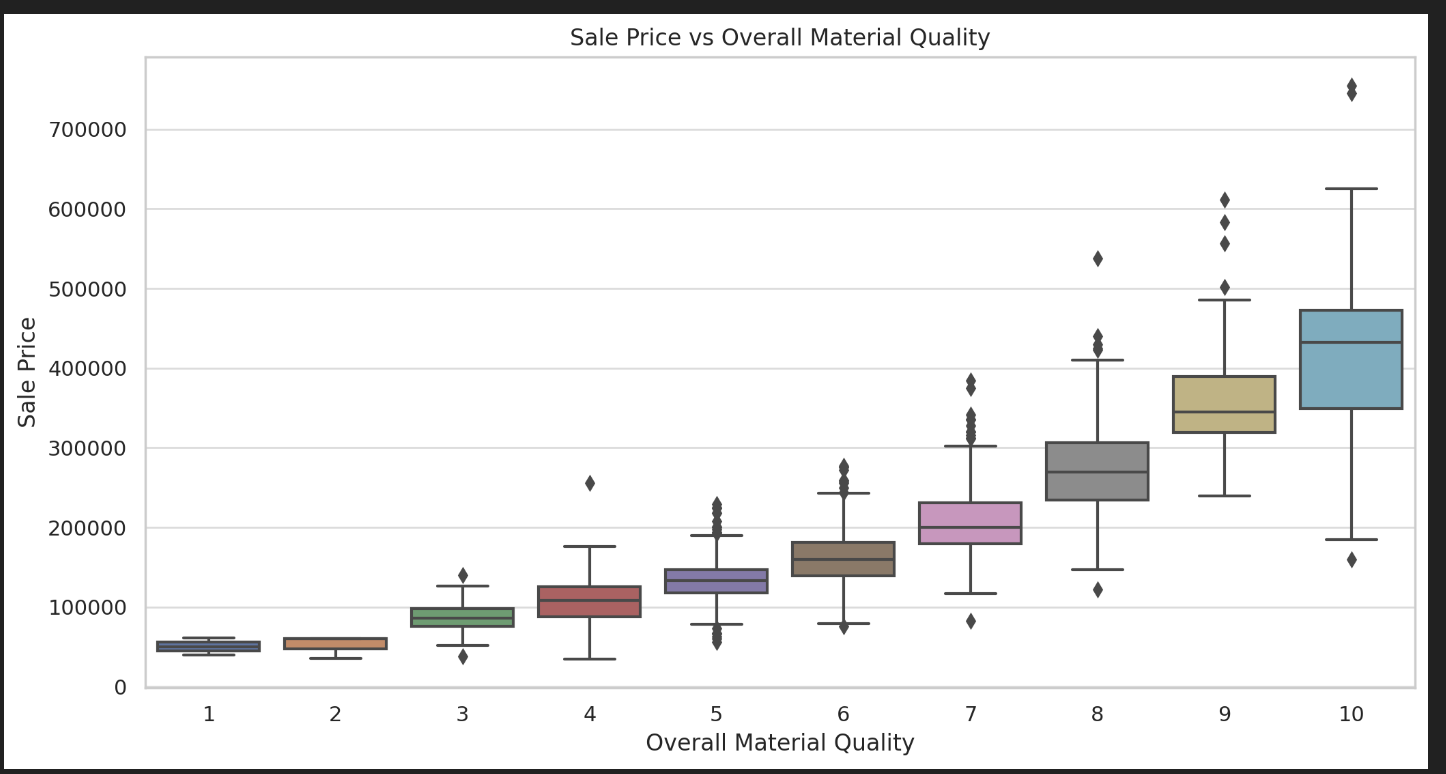 Sale Price vs Overall Material Quality
700000
600000
500000
400000
300000
200000
100000
0
Sale Price
1 2 3 4 5 6 7 8 9 10
Overall Material Quality